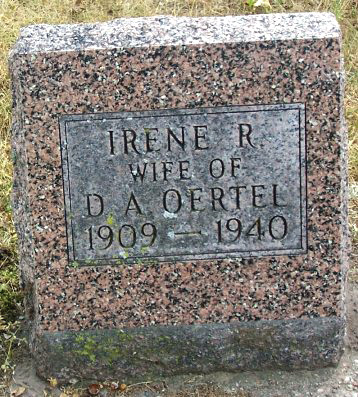 IRENE R.
WIFE OF
D. A. OERTEL
1909 — 1940